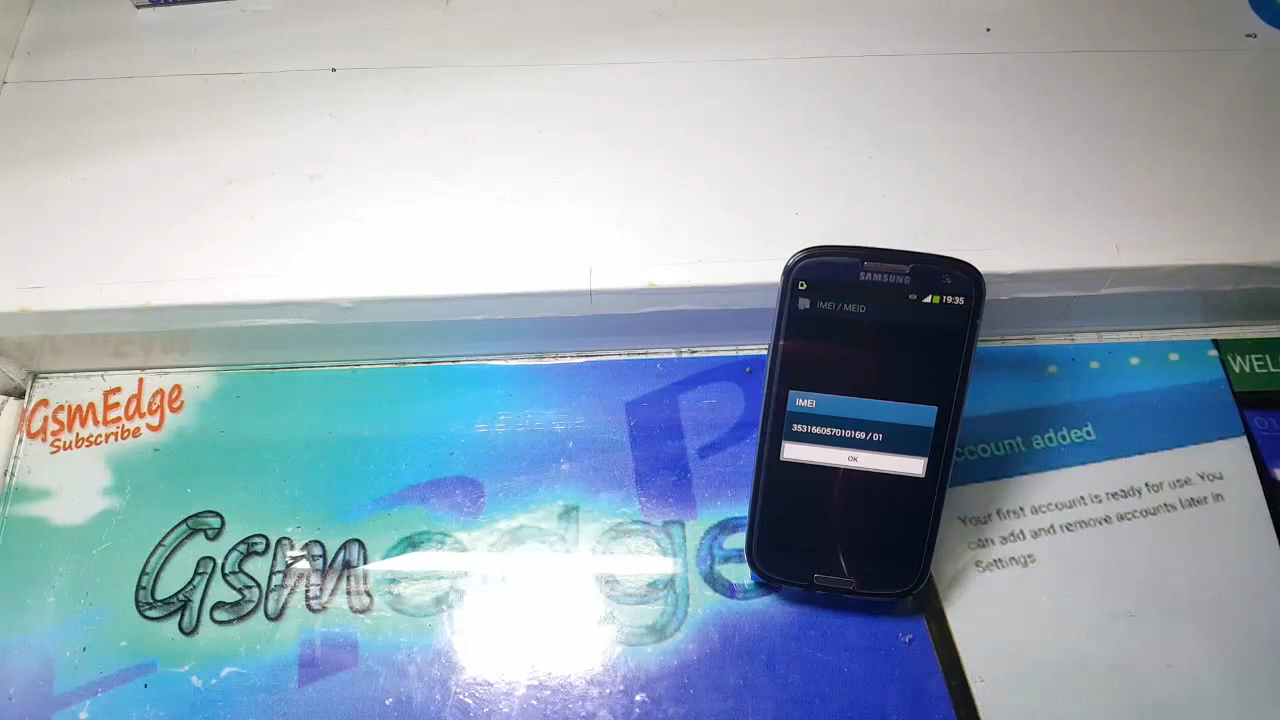 GsmEdge
Subscribe
Gsmedge
SAMSUNG
19:35
IMEI / MEID
IMEI
353166057010169 / 01
OK
ccount added
Your first account is ready for use. You
can add and remove accounts later in
Settings
WEL